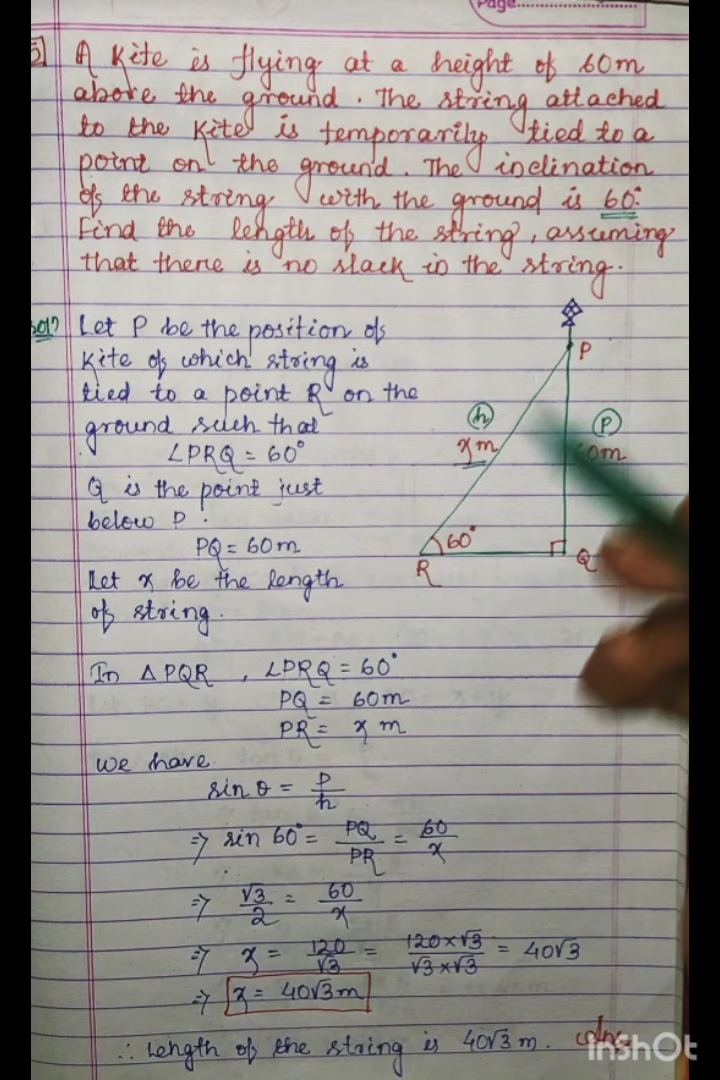 Page
5] A kite is flying at a height of 60m
above the ground. The string attached
to the kite is temporarily tied to a
point on the ground. The inclination
of the string with the ground is 60°.
Find the length of the string, assuming
that there is no slack in the string.
Soln Let P be the position of
kite of which string is
tied to a point R on the
ground such that
∠PRQ = 60°
Q is the point just
below P.
PQ = 60m
Let x be the length
of string.
P
h
x m
P
60m
60°
R
Q
In △PQR, ∠PRQ = 60°
PQ = 60m
PR = x m
we have
sin θ = P/h
⇒ sin 60° = PQ/PR = 60/x
⇒ √3/2 = 60/x
⇒ x = 120/√3 = 120×√3/√3×√3 = 40√3
⇒ x = 40√3 m
∴ Length of the string is 40√3 m. Ans
InShOt